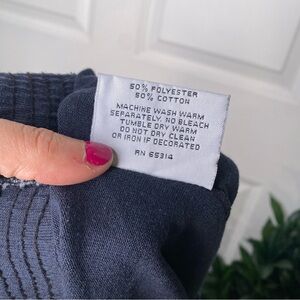 50% POLYESTER
50% COTTON
MACHINE WASH WARM
SEPARATELY. NO BLEACH
TUMBLE DRY WARM
DO NOT DRY CLEAN
OR IRON IF DECORATED
RN 65314